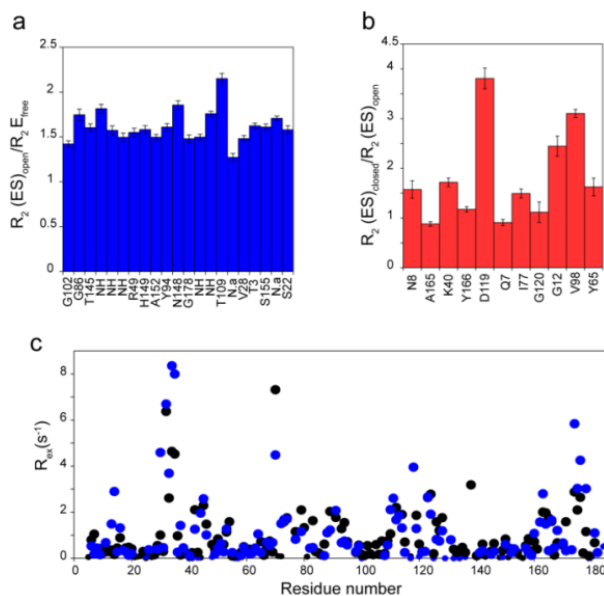 a
R2 (ES)open/R2 Efree
2.5
2
1.5
1
0.5
0
G102
G86
T145
NH
NH
NH
R49
H149
A152
Y94
N148
G178
NH
NH
T109
N.a
V28
T3
S155
N.a
S22
b
R2 (ES)closed/R2 (ES)open
4.5
4
3
2
1
0
N8
A165
K40
Y166
D119
Q7
I77
G120
G12
V98
Y65
c
Rex(s-1)
8
6
4
2
0
0 20 40 60 80 100 120 140 160 180
Residue number